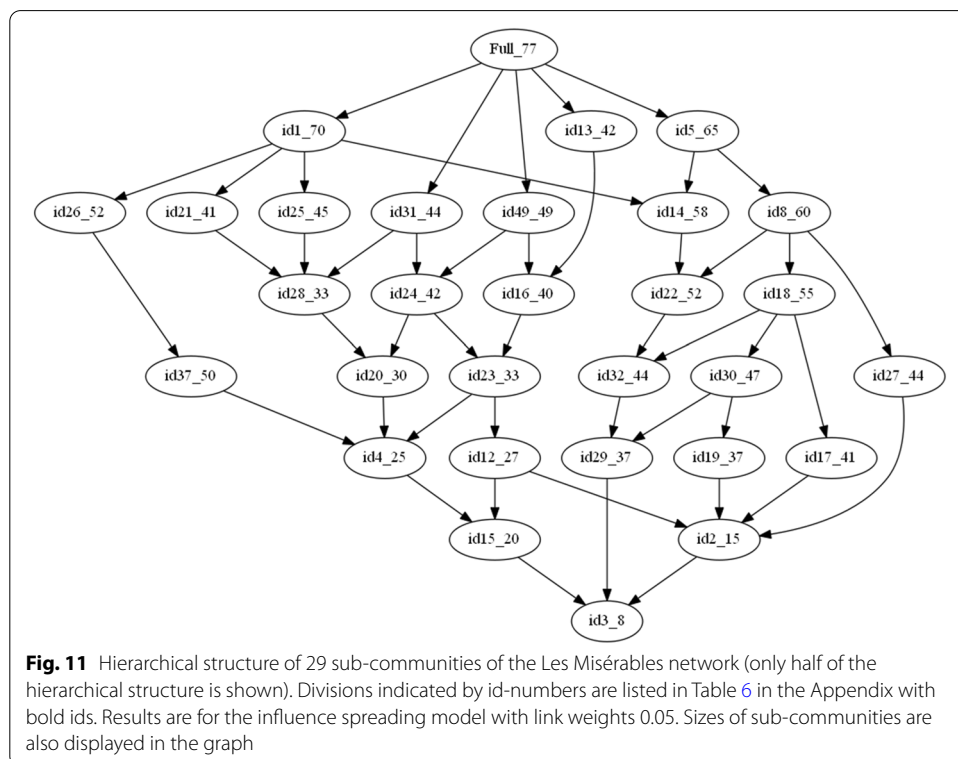 Full_77
id1_70
id13_42
id5_65
id26_52
id21_41
id25_45
id31_44
id49_49
id14_58
id8_60
id28_33
id24_42
id16_40
id22_52
id18_55
id37_50
id20_30
id23_33
id32_44
id30_47
id27_44
id4_25
id12_27
id29_37
id19_37
id17_41
id15_20
id2_15
id3_8
Fig. 11 Hierarchical structure of 29 sub-communities of the Les Misérables network (only half of the
hierarchical structure is shown). Divisions indicated by id-numbers are listed in Table 6 in the Appendix with
bold ids. Results are for the influence spreading model with link weights 0.05. Sizes of sub-communities are
also displayed in the graph